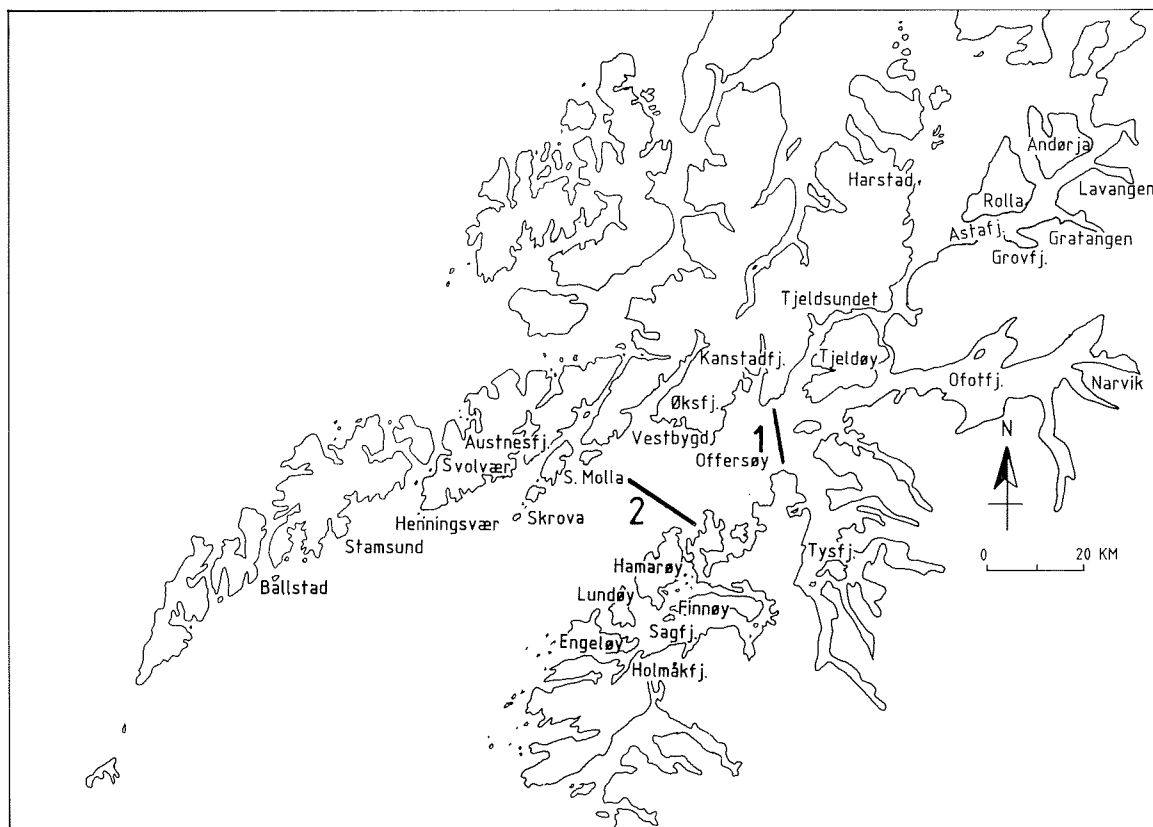 Andørja
Harstad
Lavangen
Rolla
Astafj.
Gratangen
Grovfj.
Tjeldsundet
Kanstadfj.
Tjeldøy
Ofotfj.
Narvik
Øksfj.
Vestbygd
1
N
Austnesfj.
Svolvær
Offersøy
S. Molla
2
Henningsvær
Skrova
Stamsund
0 20 KM
Tysfj.
Hamarøy
Bållstad
Lundøy
Finnøy
Sagfj.
Engeløy
Holmåkfj.